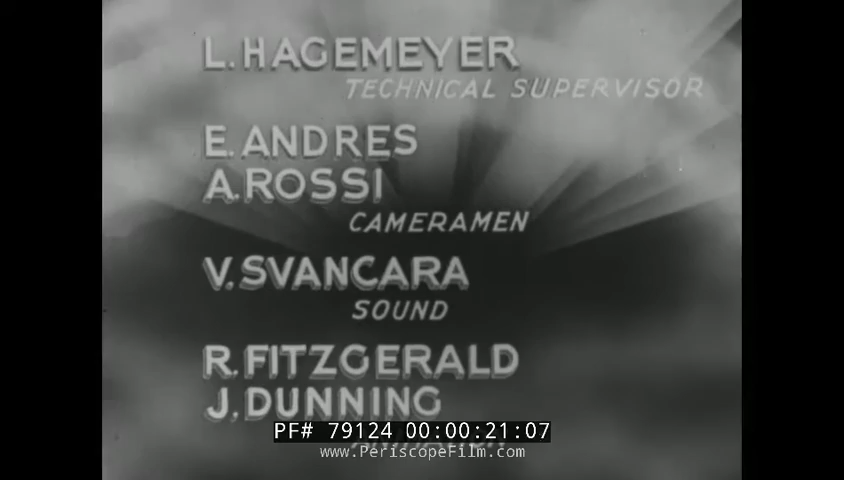 L. HAGEMEYER
TECHNICAL SUPERVISOR
E. ANDRES
A. ROSSI
CAMERAMEN
V. SVANCARA
SOUND
R. FITZGERALD
J. DUNNING
PF# 79124 00:00:21:07
www.PeriscopeFilm.com